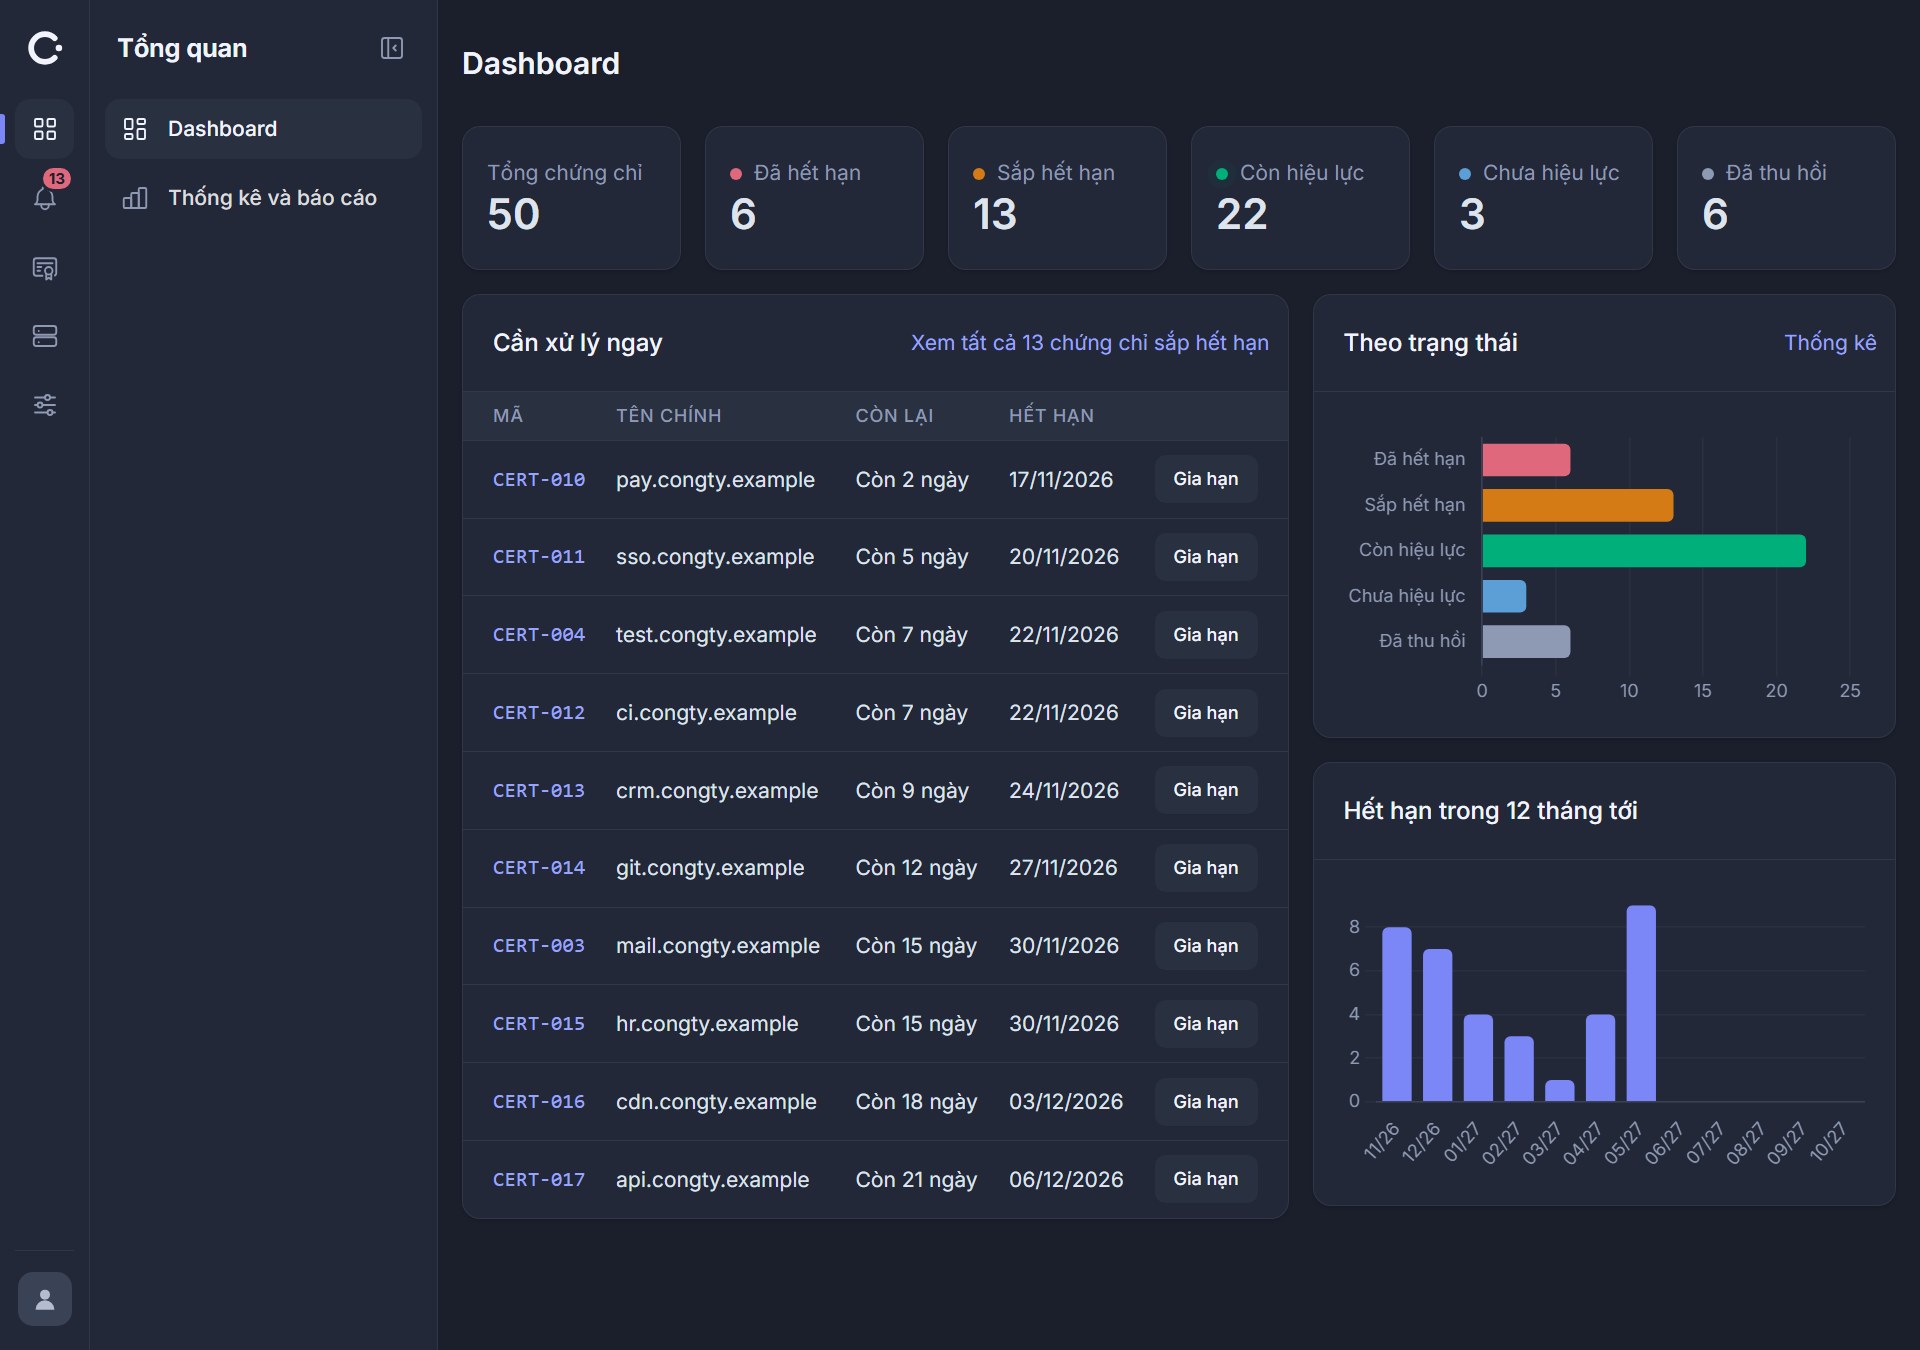 Tổng quan
Dashboard
13
Thống kê và báo cáo
Dashboard
Tổng chứng chỉ
50
Đã hết hạn
6
Sắp hết hạn
13
Còn hiệu lực
22
Chưa hiệu lực
3
Đã thu hồi
6
Cần xử lý ngay
Xem tất cả 13 chứng chỉ sắp hết hạn
MÃ TÊN CHÍNH CÒN LẠI HẾT HẠN
CERT-010 pay.congty.example Còn 2 ngày 17/11/2026 Gia hạn
CERT-011 sso.congty.example Còn 5 ngày 20/11/2026 Gia hạn
CERT-004 test.congty.example Còn 7 ngày 22/11/2026 Gia hạn
CERT-012 ci.congty.example Còn 7 ngày 22/11/2026 Gia hạn
CERT-013 crm.congty.example Còn 9 ngày 24/11/2026 Gia hạn
CERT-014 git.congty.example Còn 12 ngày 27/11/2026 Gia hạn
CERT-003 mail.congty.example Còn 15 ngày 30/11/2026 Gia hạn
CERT-015 hr.congty.example Còn 15 ngày 30/11/2026 Gia hạn
CERT-016 cdn.congty.example Còn 18 ngày 03/12/2026 Gia hạn
CERT-017 api.congty.example Còn 21 ngày 06/12/2026 Gia hạn
Theo trạng thái
Thống kê
Đã hết hạn
Sắp hết hạn
Còn hiệu lực
Chưa hiệu lực
Đã thu hồi
0 5 10 15 20 25
Hết hạn trong 12 tháng tới
8
6
4
2
0
11/26 12/26 01/27 02/27 03/27 04/27 05/27 06/27 07/27 08/27 09/27 10/27